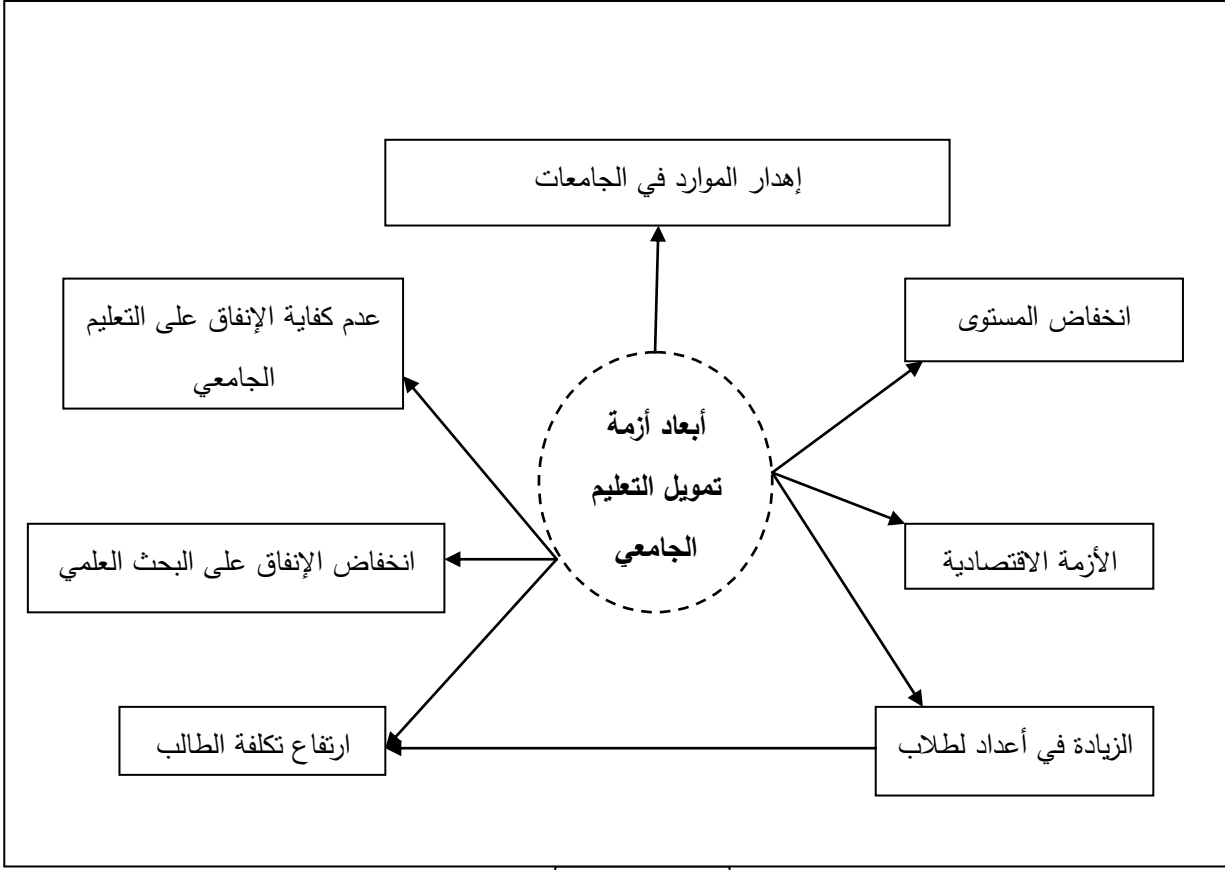 إهدار الموارد في الجامعات
انخفاض المستوى
عدم كفاية الإنفاق على التعليم
الجامعي
أبعاد أزمة
تمويل التعليم
الجامعي
الأزمة الاقتصادية
انخفاض الإنفاق على البحث العلمي
الزيادة في أعداد لطلاب
ارتفاع تكلفة الطالب